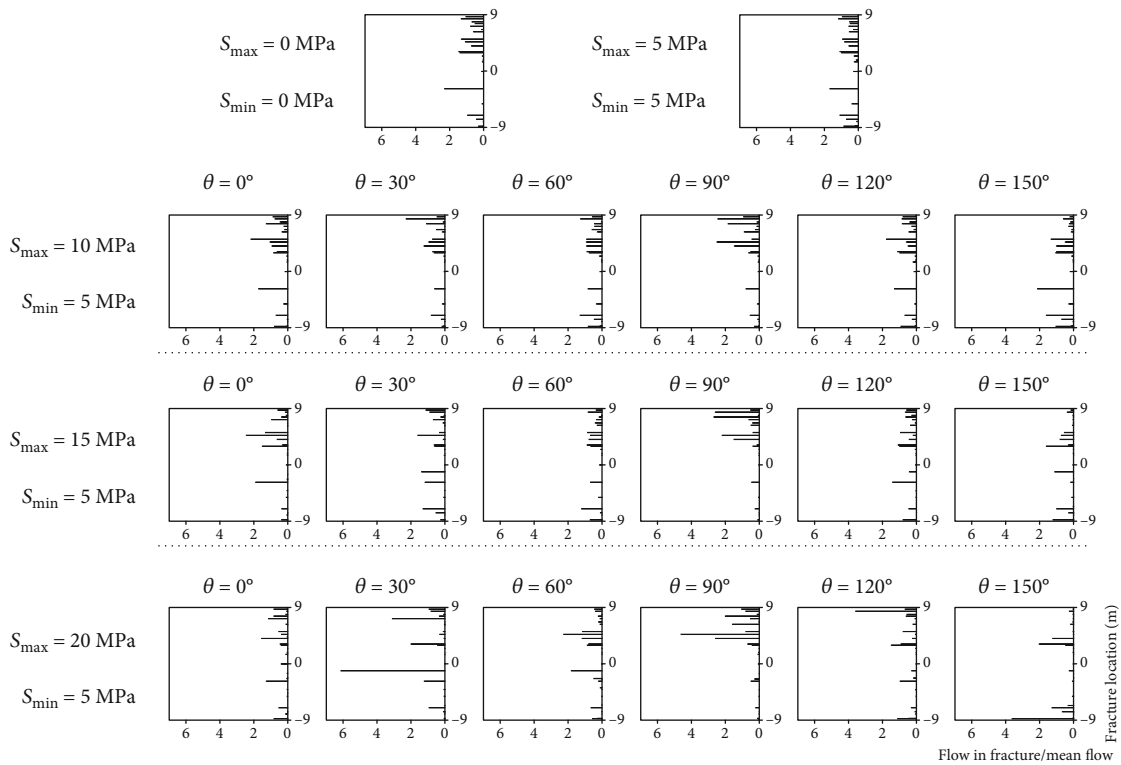 S_max = 0 MPa
S_min = 0 MPa
9
0
–9
6 4 2 0
S_max = 5 MPa
S_min = 5 MPa
9
0
–9
6 4 2 0
S_max = 10 MPa
S_min = 5 MPa
θ = 0° θ = 30° θ = 60° θ = 90° θ = 120° θ = 150°
9 9 9 9 9 9
0 0 0 0 0 0
–9 –9 –9 –9 –9 –9
6 4 2 0 6 4 2 0 6 4 2 0 6 4 2 0 6 4 2 0 6 4 2 0
S_max = 15 MPa
S_min = 5 MPa
θ = 0° θ = 30° θ = 60° θ = 90° θ = 120° θ = 150°
9 9 9 9 9 9
0 0 0 0 0 0
–9 –9 –9 –9 –9 –9
6 4 2 0 6 4 2 0 6 4 2 0 6 4 2 0 6 4 2 0 6 4 2 0
S_max = 20 MPa
S_min = 5 MPa
θ = 0° θ = 30° θ = 60° θ = 90° θ = 120° θ = 150°
9 9 9 9 9 9
0 0 0 0 0 0
–9 –9 –9 –9 –9 –9
6 4 2 0 6 4 2 0 6 4 2 0 6 4 2 0 6 4 2 0 6 4 2 0
Fracture location (m)
Flow in fracture/mean flow